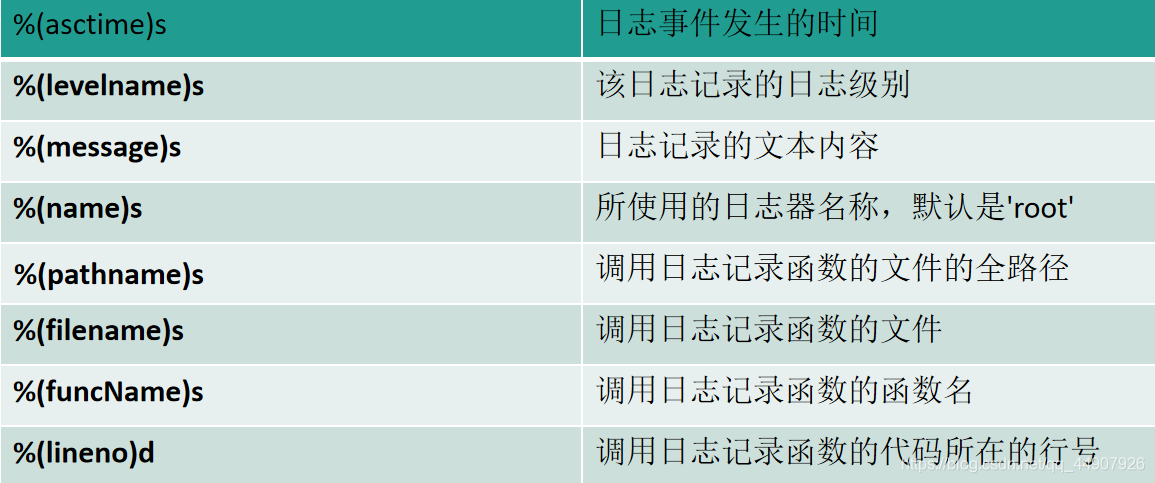 %(asctime)s 日志事件发生的时间
%(levelname)s 该日志记录的日志级别
%(message)s 日志记录的文本内容
%(name)s 所使用的日志器名称，默认是'root'
%(pathname)s 调用日志记录函数的文件的全路径
%(filename)s 调用日志记录函数的文件
%(funcName)s 调用日志记录函数的函数名
%(lineno)d 调用日志记录函数的代码所在的行号
https://blog.csdn.net/qq_44907926